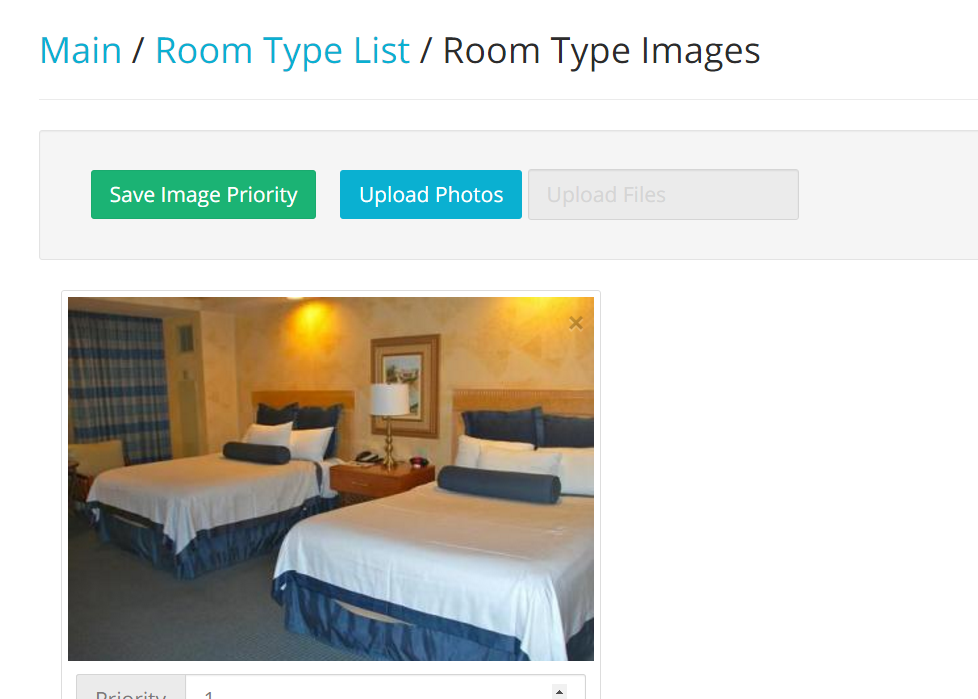 Main / Room Type List / Room Type Images
Save Image Priority Upload Photos Upload Files
Priority 1